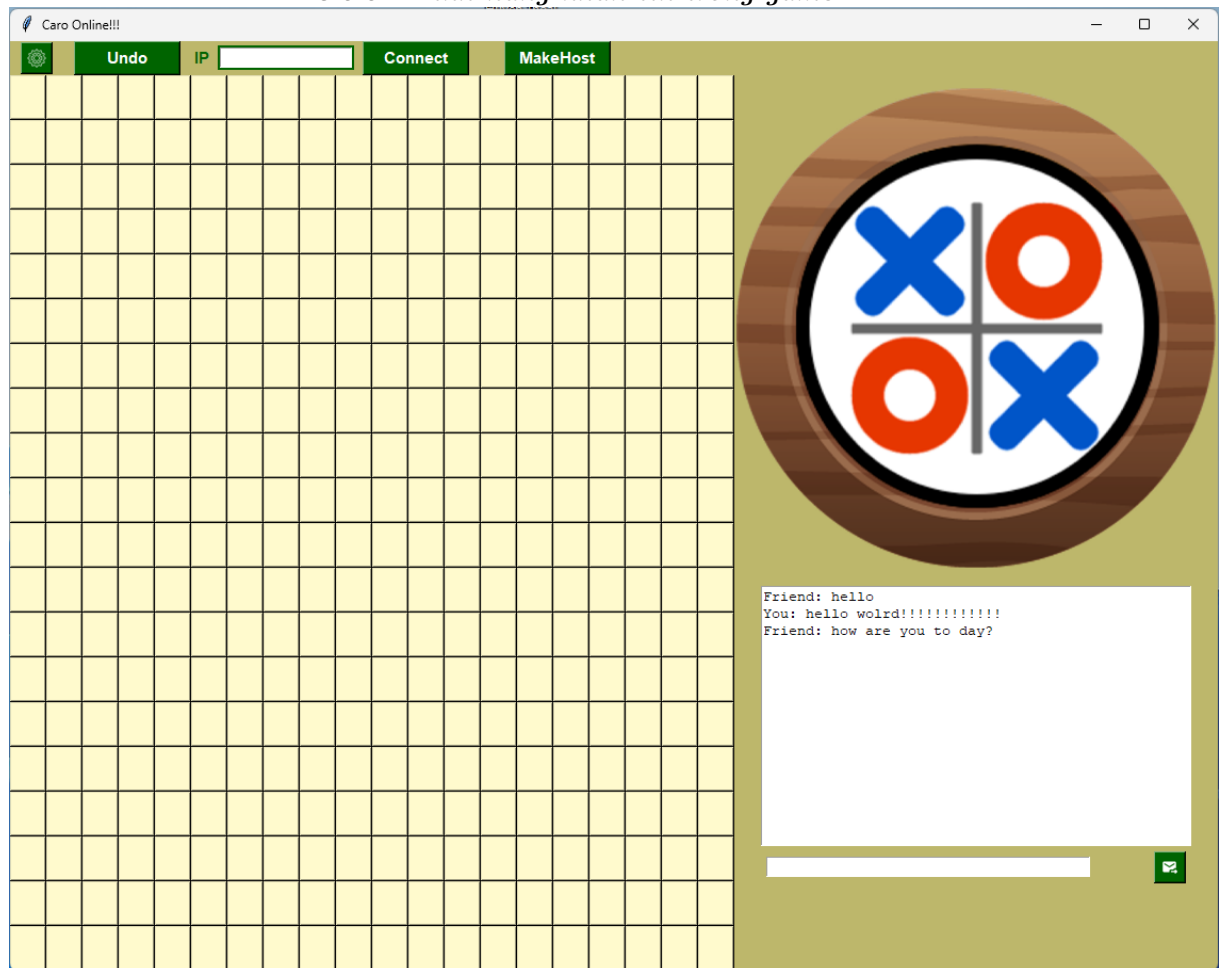 Caro Online!!!
Undo IP Connect MakeHost
Friend: hello
You: hello wolrd!!!!!!!!!!!!
Friend: how are you to day?